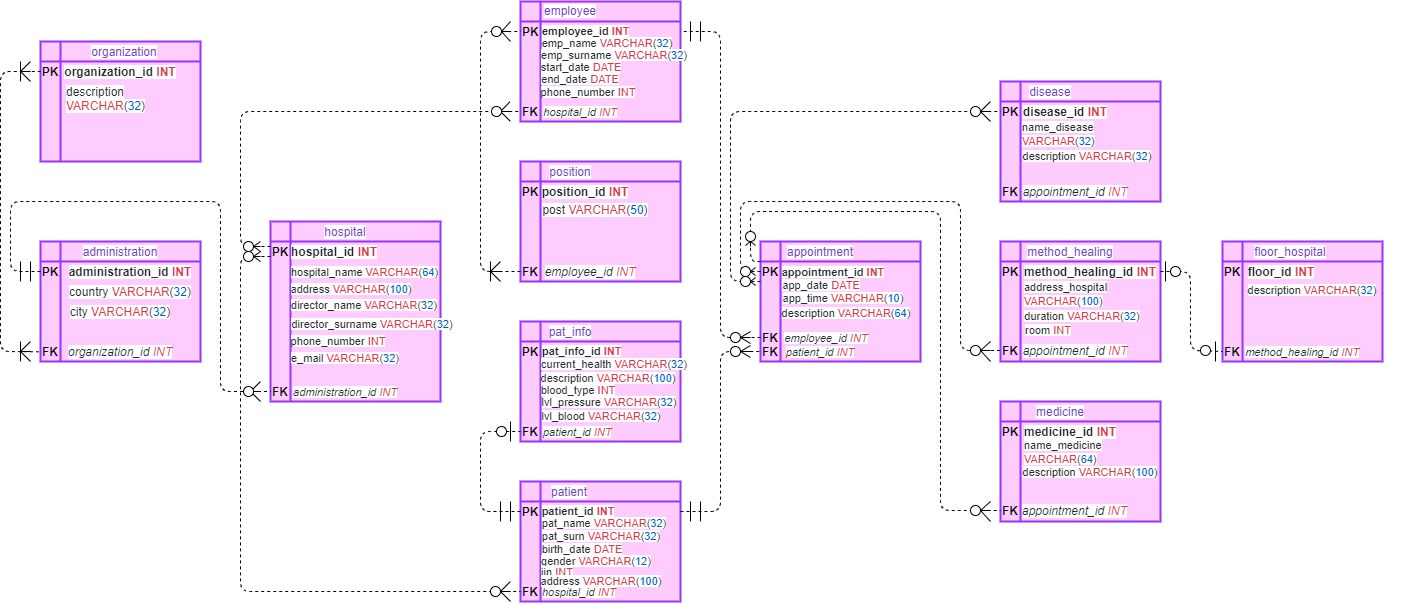 organization
PK organization_id INT
description
VARCHAR(32)
administration
PK administration_id INT
country VARCHAR(32)
city VARCHAR(32)
FK organization_id INT
hospital
PK hospital_id INT
hospital_name VARCHAR(64)
address VARCHAR(100)
director_name VARCHAR(32)
director_surname VARCHAR(32)
phone_number INT
e_mail VARCHAR(32)
FK administration_id INT
employee
PK employee_id INT
emp_name VARCHAR(32)
emp_surname VARCHAR(32)
start_date DATE
end_date DATE
phone_number INT
FK hospital_id INT
position
PK position_id INT
post VARCHAR(50)
FK employee_id INT
pat_info
PK pat_info_id INT
current_health VARCHAR(32)
description VARCHAR(100)
blood_type INT
lvl_pressure VARCHAR(32)
lvl_blood VARCHAR(32)
FK patient_id INT
patient
PK patient_id INT
pat_name VARCHAR(32)
pat_surn VARCHAR(32)
birth_date DATE
gender VARCHAR(12)
iin INT
address VARCHAR(100)
FK hospital_id INT
appointment
PK appointment_id INT
app_date DATE
app_time VARCHAR(10)
description VARCHAR(64)
FK employee_id INT
FK patient_id INT
disease
PK disease_id INT
name_disease
VARCHAR(32)
description VARCHAR(32)
FK appointment_id INT
method_healing
PK method_healing_id INT
address_hospital
VARCHAR(100)
duration VARCHAR(32)
room INT
FK appointment_id INT
floor_hospital
PK floor_id INT
description VARCHAR(32)
FK method_healing_id INT
medicine
PK medicine_id INT
name_medicine
VARCHAR(64)
description VARCHAR(100)
FK appointment_id INT